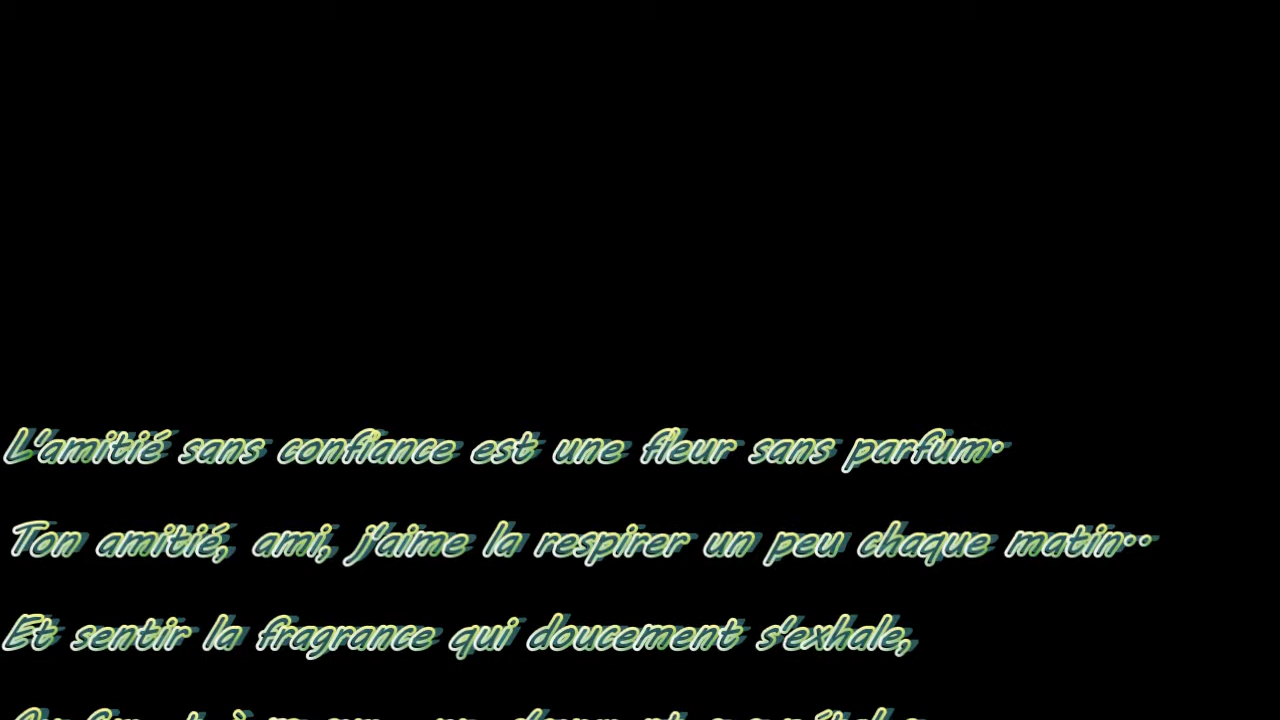 L'amitié sans confiance est une fleur sans parfum·
Ton amitié, ami, j'aime la respirer un peu chaque matin··
Et sentir la fragrance qui doucement s'exhale,